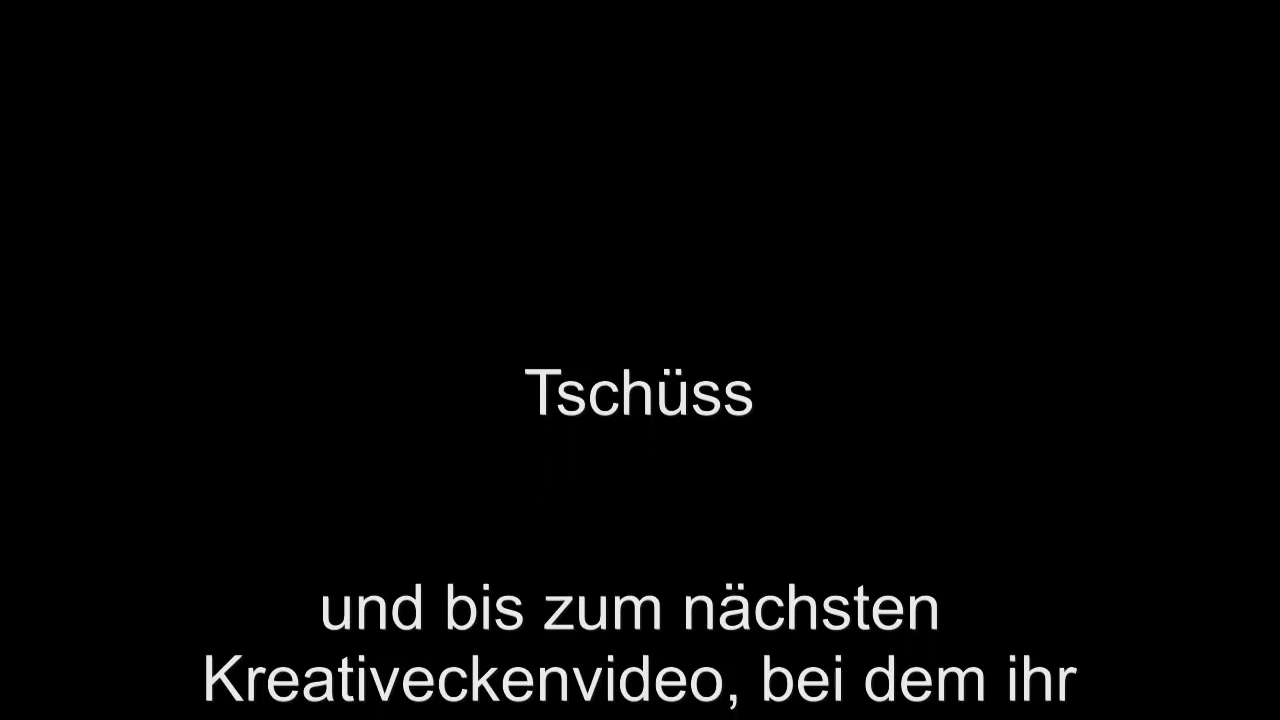 Tschüss
und bis zum nächsten
Kreativeckenvideo, bei dem ihr